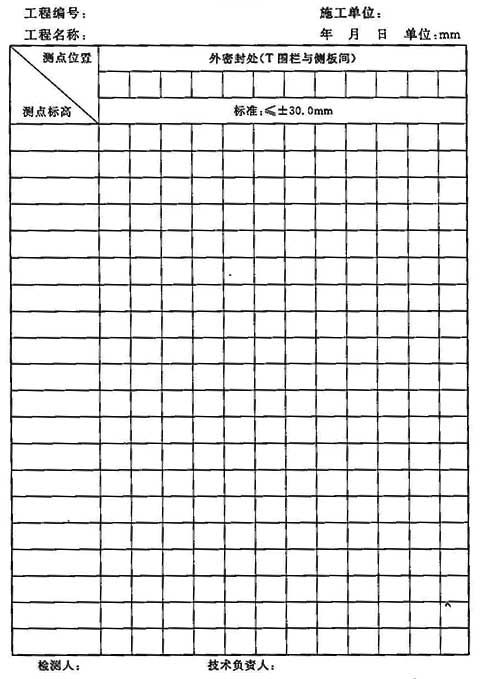 工程编号： 施工单位：
工程名称： 年 月 日 单位：mm
测点位置 外密封处（T 围栏与侧板间）
测点标高 标准：≤±30.0mm
检测人： 技术负责人：